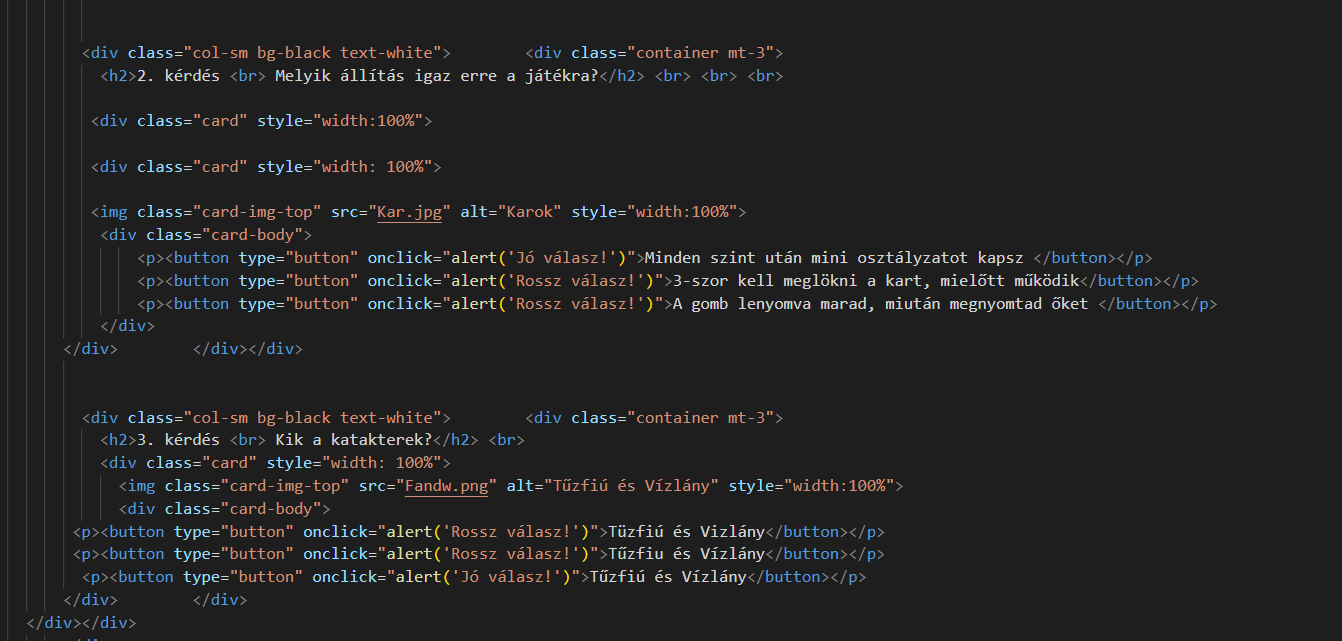 <div class="col-sm bg-black text-white">        <div class="container mt-3">
<h2>2. kérdés <br> Melyik állítás igaz erre a játékra?</h2> <br> <br> <br>
<div class="card" style="width:100%">
<div class="card" style="width: 100%">
<img class="card-img-top" src="Kar.jpg" alt="Karok" style="width:100%">
<div class="card-body">
<p><button type="button" onclick="alert('Jó válasz!')">Minden szint után mini osztályzatot kapsz </button></p>
<p><button type="button" onclick="alert('Rossz válasz!')">3-szor kell meglökni a kart, mielőtt működik</button></p>
<p><button type="button" onclick="alert('Rossz válasz!')">A gomb lenyomva marad, miután megnyomtad őket </button></p>
</div>
</div>        </div></div>
<div class="col-sm bg-black text-white">        <div class="container mt-3">
<h2>3. kérdés <br> Kik a katakterek?</h2> <br>
<div class="card" style="width: 100%">
<img class="card-img-top" src="Fandw.png" alt="Tűzfiú és Vízlány" style="width:100%">
<div class="card-body">
<p><button type="button" onclick="alert('Rossz válasz!')">Tüzfiú és Vizlány</button></p>
<p><button type="button" onclick="alert('Rossz válasz!')">Tűzfiu és Vízlány</button></p>
<p><button type="button" onclick="alert('Jó válasz!')">Tűzfiú és Vízlány</button></p>
</div>        </div>
</div></div>